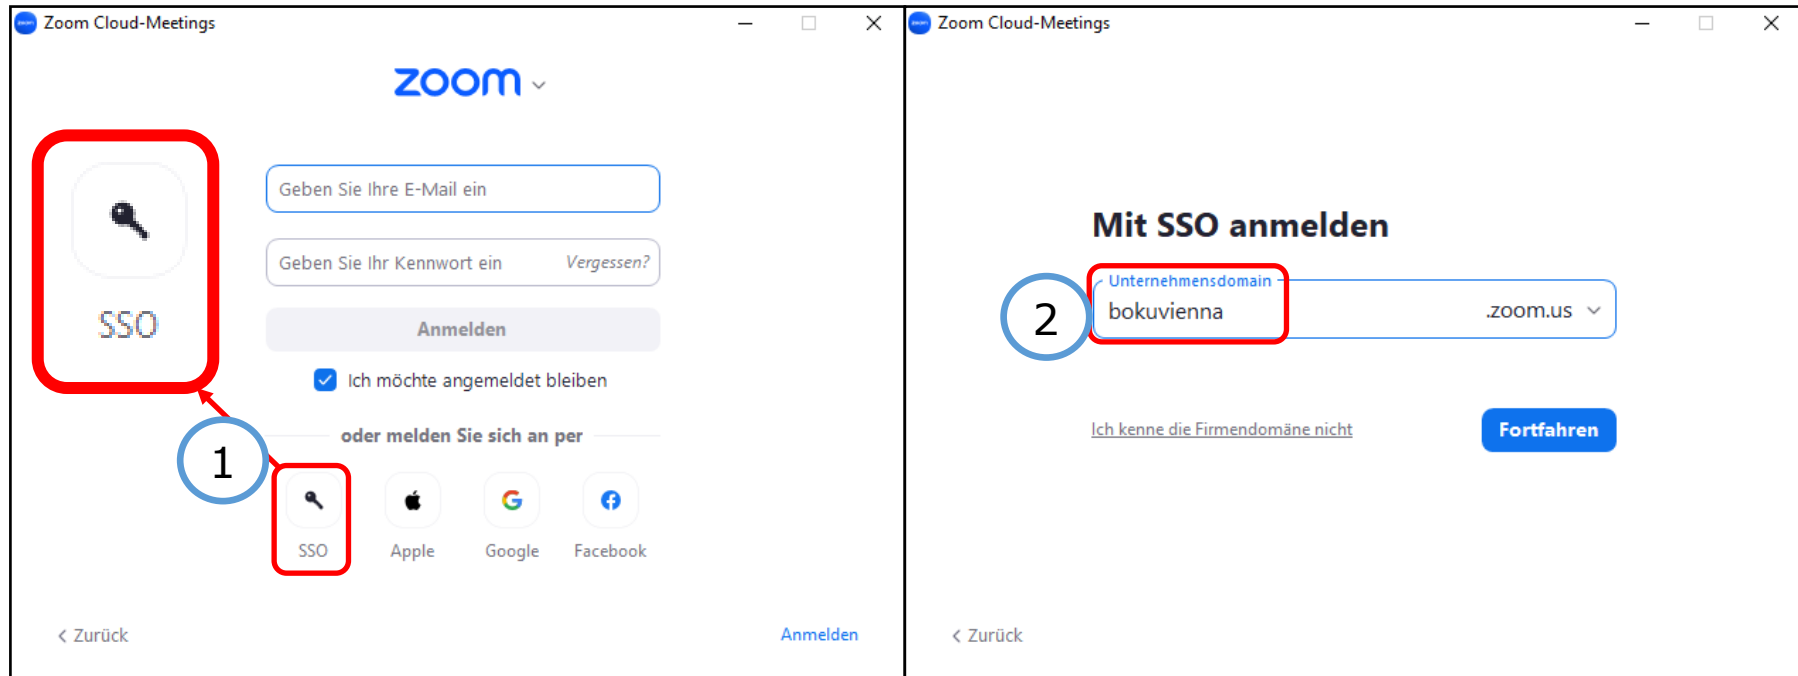 Zoom Cloud-Meetings
zoom
SSO
Geben Sie Ihre E-Mail ein
Geben Sie Ihr Kennwort ein Vergessen?
Anmelden
Ich möchte angemeldet bleiben
oder melden Sie sich an per
1
SSO Apple Google Facebook
< Zurück Anmelden
Zoom Cloud-Meetings
Mit SSO anmelden
2
Unternehmensdomain
bokuvienna .zoom.us
Ich kenne die Firmendomäne nicht Fortfahren
< Zurück